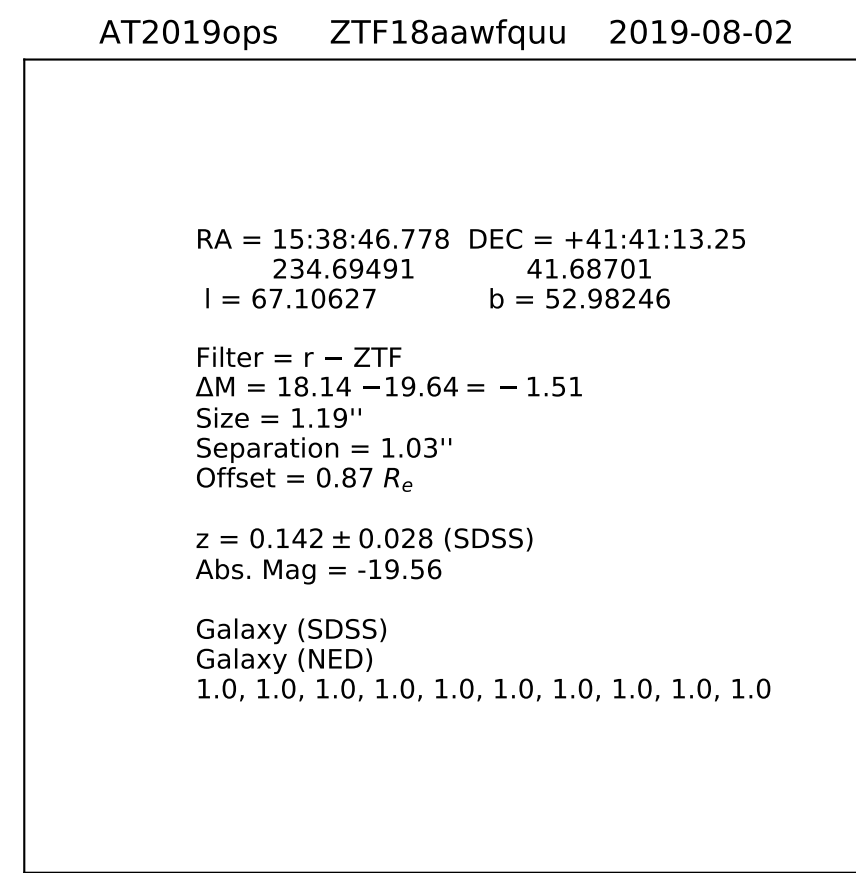 AT2019ops ZTF18aawfquu 2019-08-02
RA = 15:38:46.778 DEC = +41:41:13.25
234.69491 41.68701
l = 67.10627 b = 52.98246
Filter = r − ZTF
ΔM = 18.14 −19.64 = − 1.51
Size = 1.19''
Separation = 1.03''
Offset = 0.87 Rₑ
z = 0.142 ± 0.028 (SDSS)
Abs. Mag = -19.56
Galaxy (SDSS)
Galaxy (NED)
1.0, 1.0, 1.0, 1.0, 1.0, 1.0, 1.0, 1.0, 1.0, 1.0